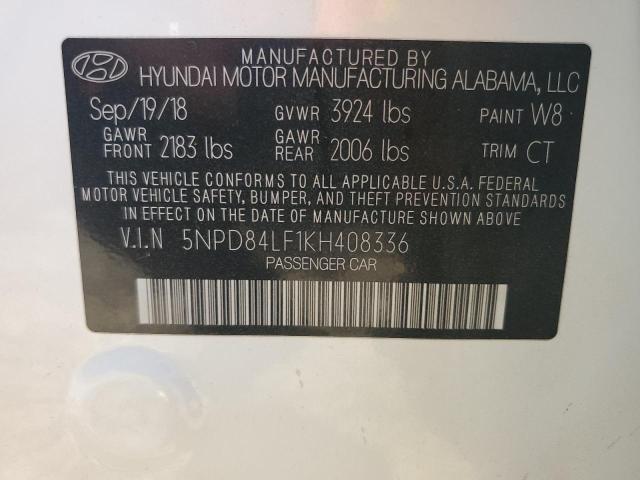 MANUFACTURED BY
HYUNDAI MOTOR MANUFACTURING ALABAMA, LLC
Sep/19/18 GVWR 3924 lbs PAINT W8
GAWR FRONT 2183 lbs GAWR REAR 2006 lbs TRIM CT
THIS VEHICLE CONFORMS TO ALL APPLICABLE U.S.A. FEDERAL
MOTOR VEHICLE SAFETY, BUMPER, AND THEFT PREVENTION STANDARDS
IN EFFECT ON THE DATE OF MANUFACTURE SHOWN ABOVE.
V.I.N 5NPD84LF1KH408336
PASSENGER CAR